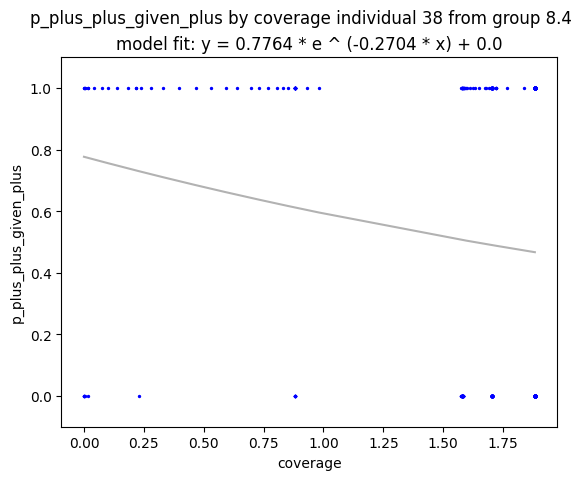 p_plus_plus_given_plus by coverage individual 38 from group 8.4
model fit: y = 0.7764 * e ^ (-0.2704 * x) + 0.0
1.0
0.8
0.6
0.4
0.2
0.0
p_plus_plus_given_plus
0.00 0.25 0.50 0.75 1.00 1.25 1.50 1.75
coverage